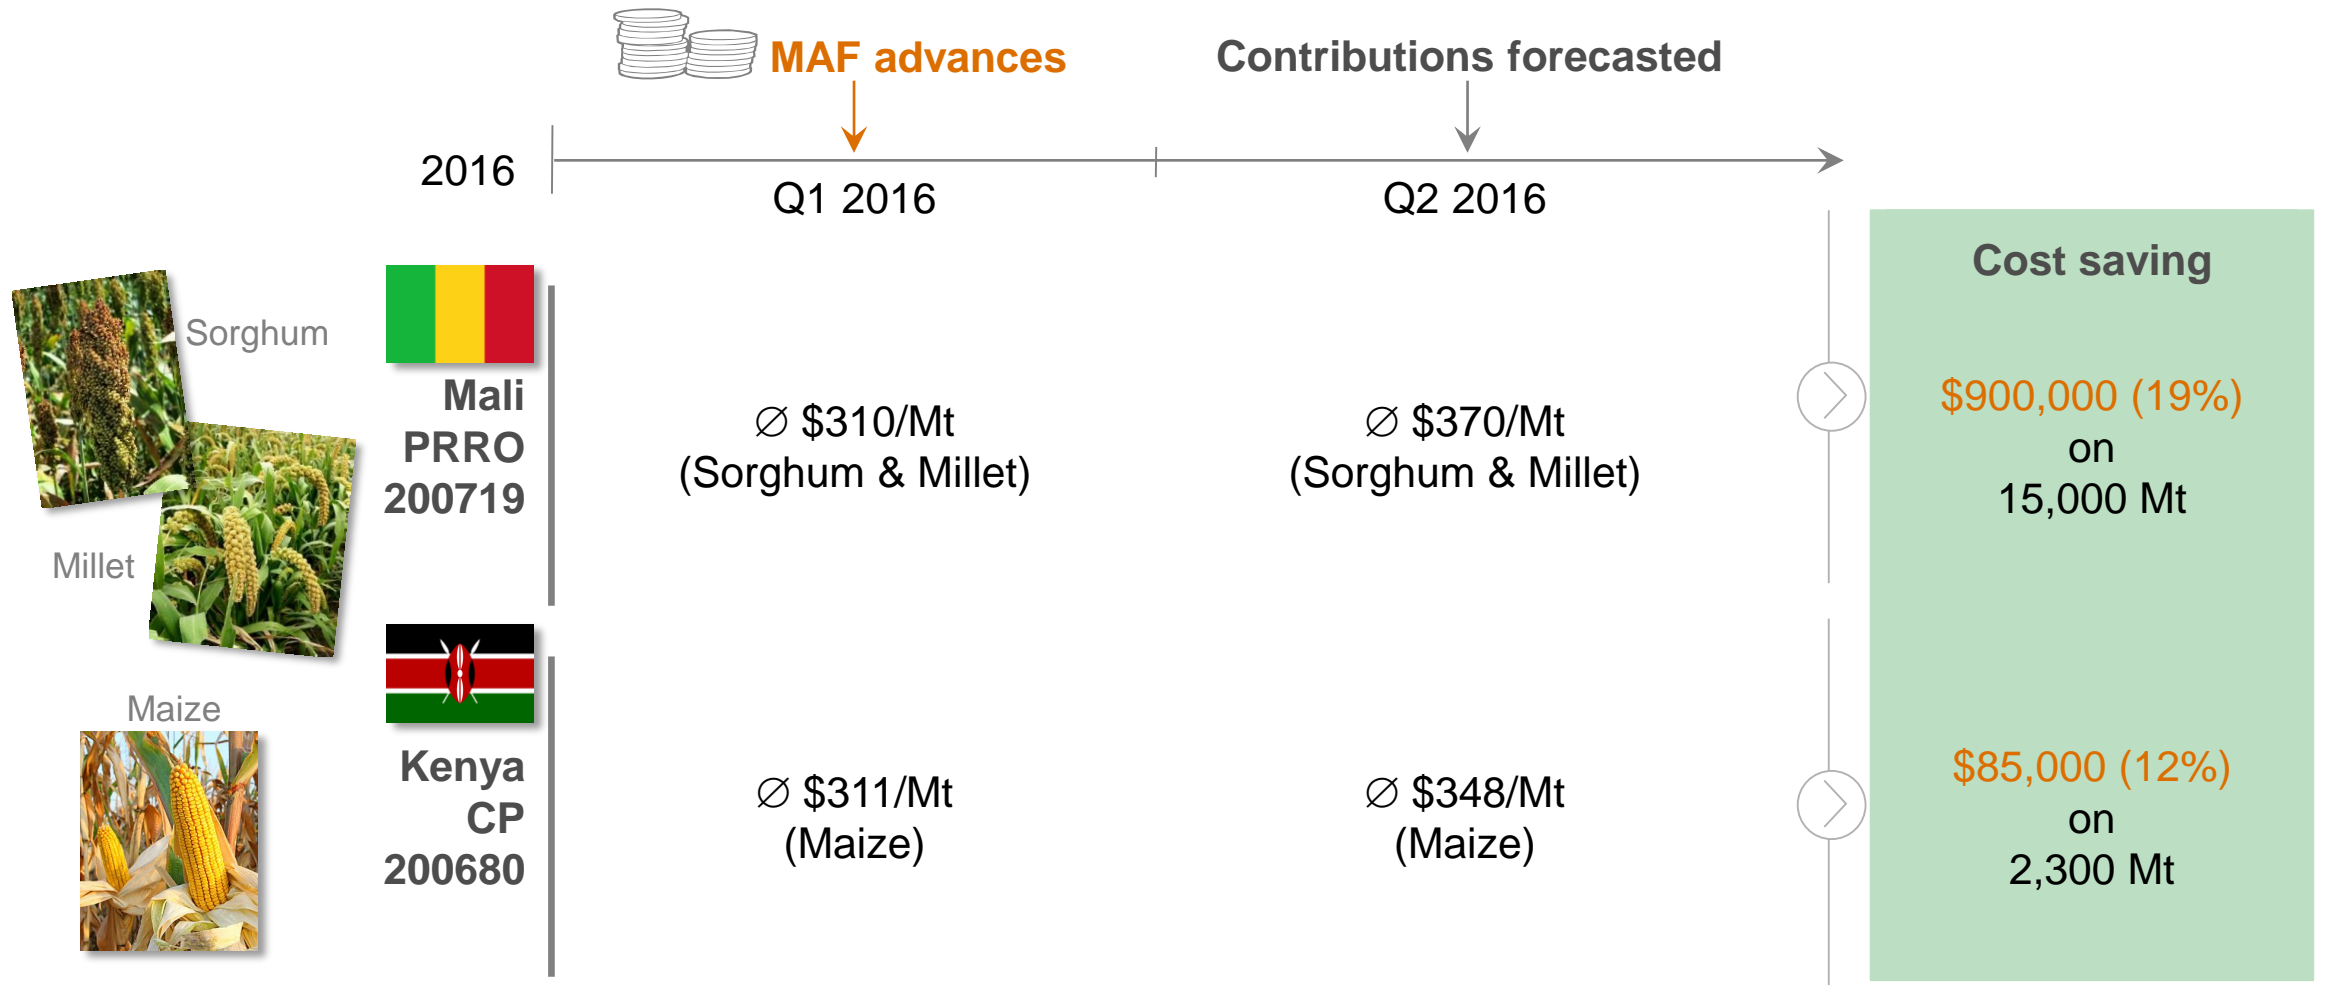 MAF advances
Contributions forecasted
2016
Q1 2016
Q2 2016
Cost saving
Sorghum
Millet
Mali
PRRO
200719
∅ $310/Mt
(Sorghum & Millet)
∅ $370/Mt
(Sorghum & Millet)
$900,000 (19%)
on
15,000 Mt
Maize
Kenya
CP
200680
∅ $311/Mt
(Maize)
∅ $348/Mt
(Maize)
$85,000 (12%)
on
2,300 Mt